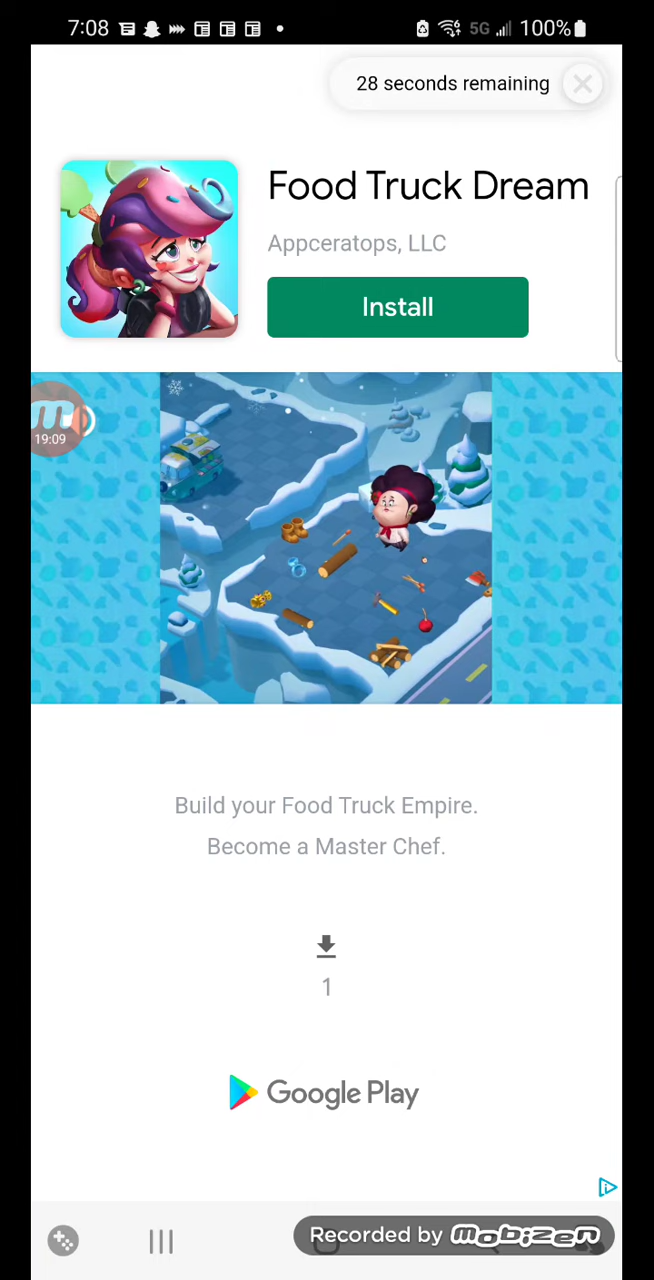 7:08
5G
100%
28 seconds remaining
Food Truck Dream
Appceratops, LLC
Install
19:09
Build your Food Truck Empire.
Become a Master Chef.
1
Google Play
Recorded by mobizen